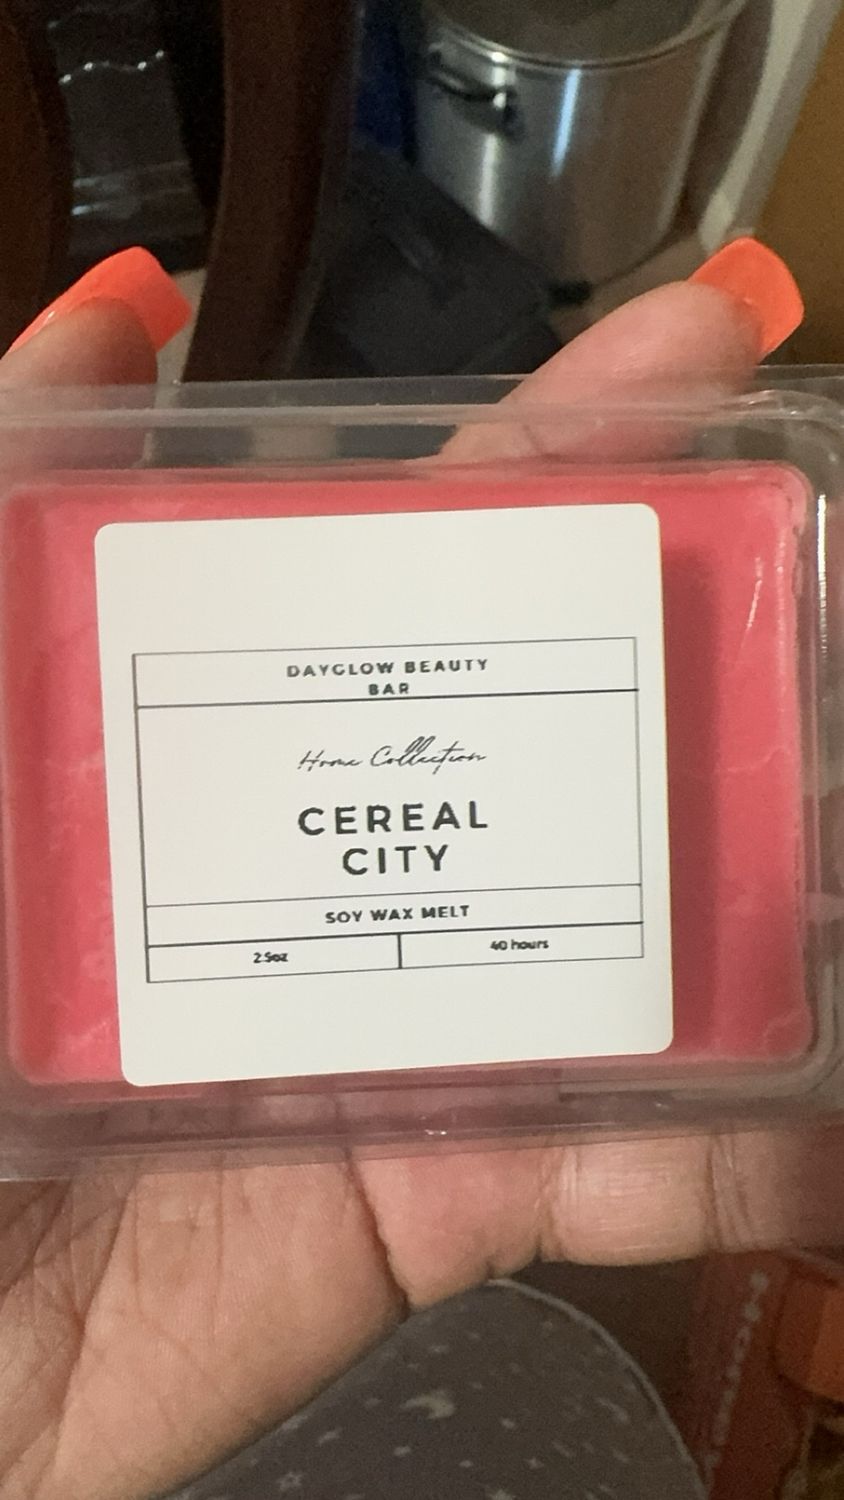 DAYGLOW BEAUTY
BAR
Home Collection
CEREAL
CITY
SOY WAX MELT
2.5oz
40 hours